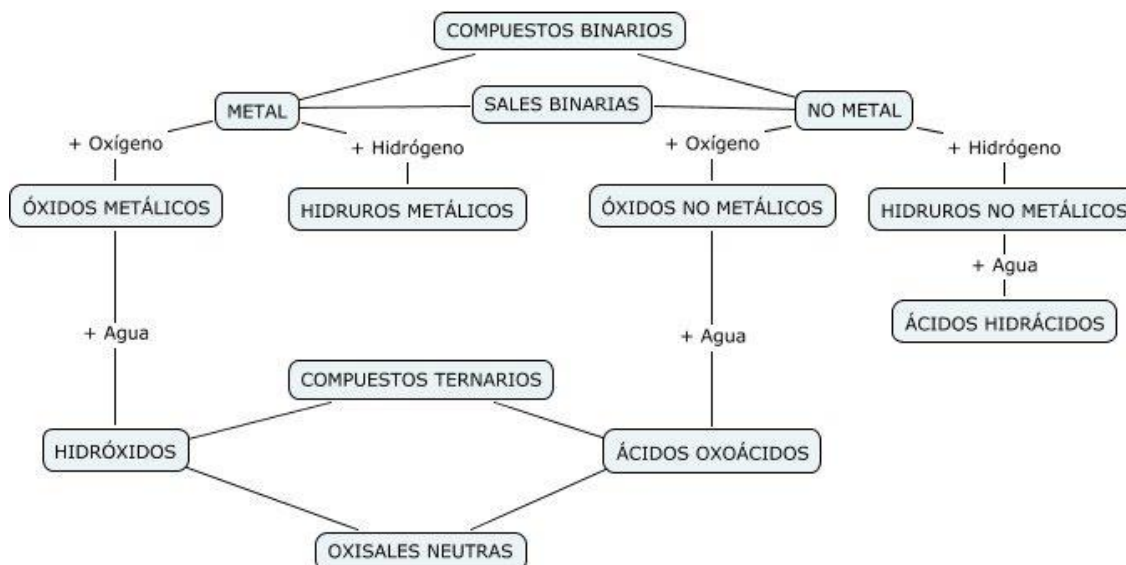 COMPUESTOS BINARIOS
METAL
SALES BINARIAS
NO METAL
+ Oxígeno
+ Hidrógeno
+ Oxígeno
+ Hidrógeno
ÓXIDOS METÁLICOS
HIDRUROS METÁLICOS
ÓXIDOS NO METÁLICOS
HIDRUROS NO METÁLICOS
+ Agua
ÁCIDOS HIDRÁCIDOS
+ Agua
+ Agua
COMPUESTOS TERNARIOS
HIDRÓXIDOS
ÁCIDOS OXOÁCIDOS
OXISALES NEUTRAS